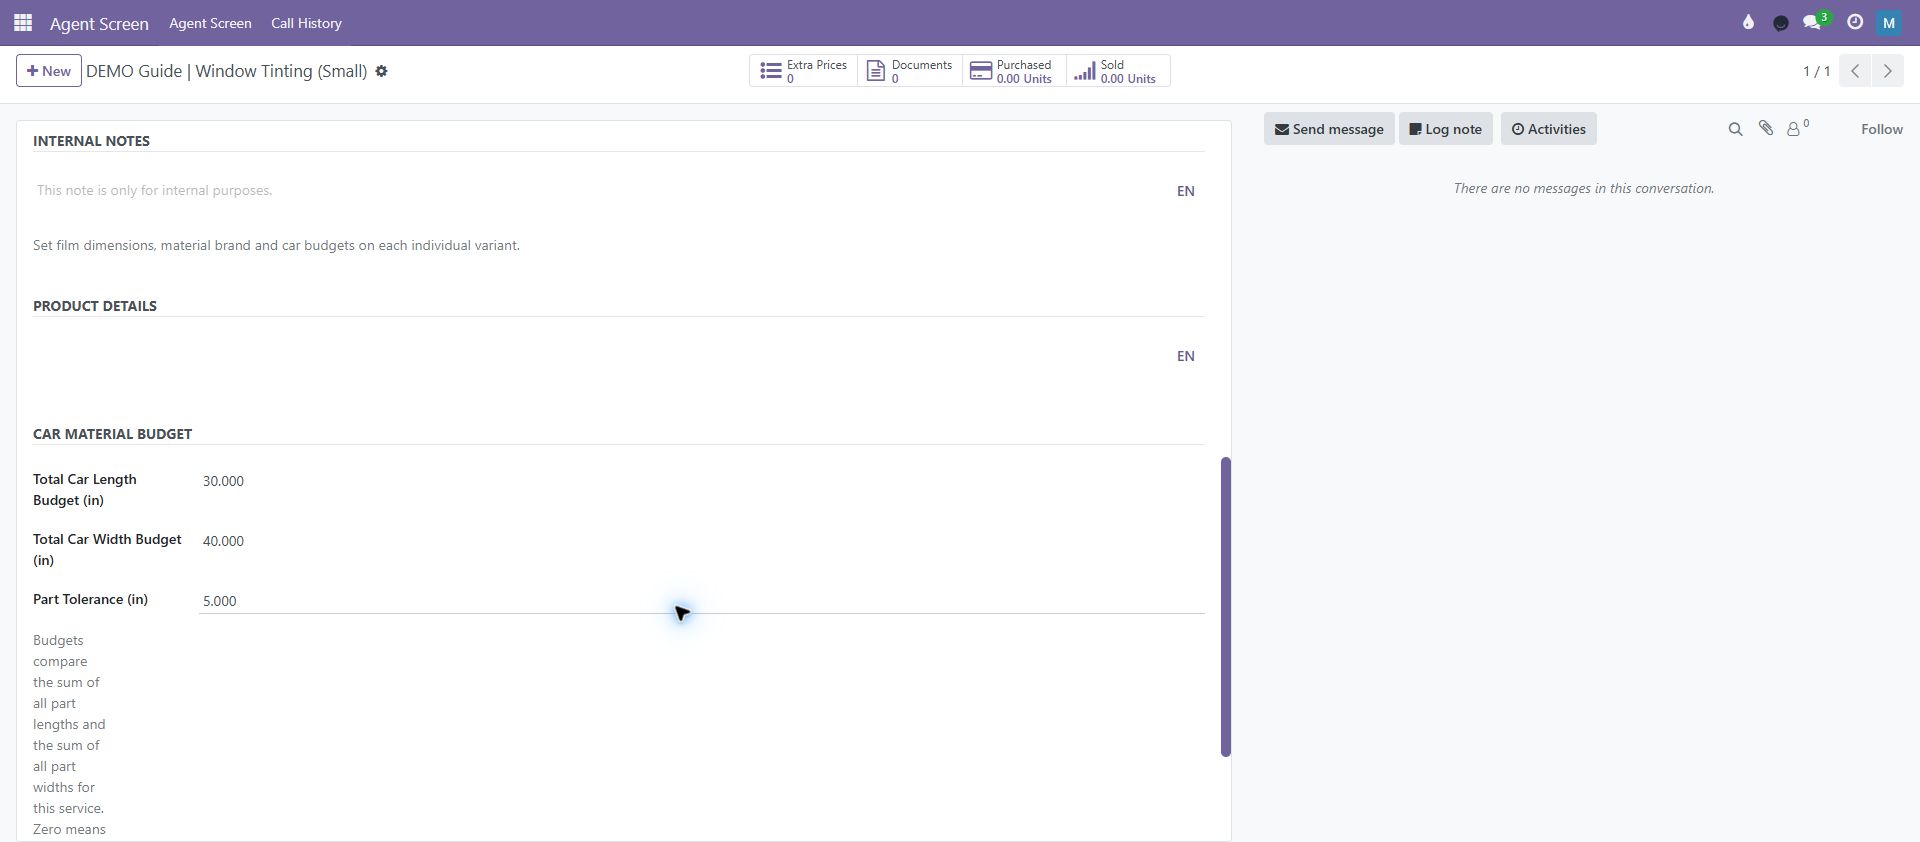 Agent Screen Agent Screen Call History 3 M
New DEMO Guide | Window Tinting (Small) Extra Prices 0 Documents 0 Purchased 0.00 Units Sold 0.00 Units 1 / 1
Send message Log note Activities 0 Follow
There are no messages in this conversation.
INTERNAL NOTES
This note is only for internal purposes. EN
Set film dimensions, material brand and car budgets on each individual variant.
PRODUCT DETAILS
EN
CAR MATERIAL BUDGET
Total Car Length
Budget (in) 30.000
Total Car Width Budget
(in) 40.000
Part Tolerance (in) 5.000
Budgets
compare
the sum of
all part
lengths and
the sum of
all part
widths for
this service.
Zero means